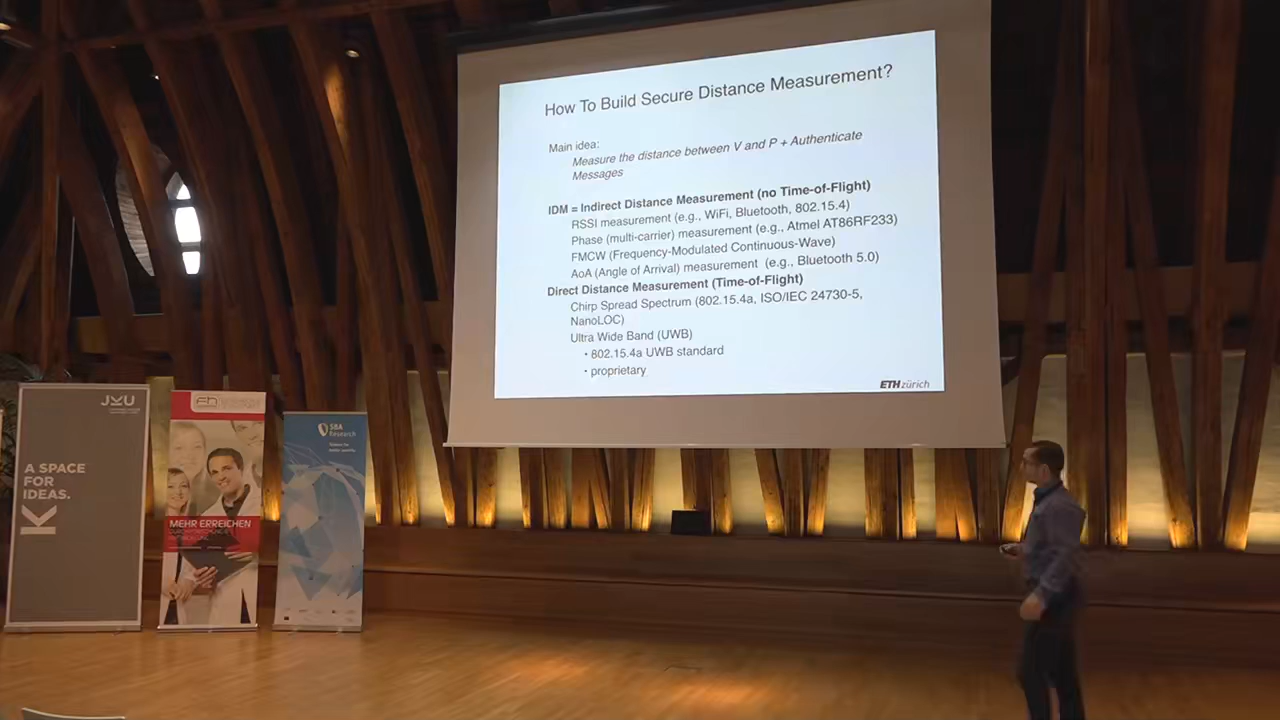 How To Build Secure Distance Measurement?
Main idea:
Measure the distance between V and P + Authenticate
Messages
IDM = Indirect Distance Measurement (no Time-of-Flight)
RSSI measurement (e.g., WiFi, Bluetooth, 802.15.4)
Phase (multi-carrier) measurement (e.g., Atmel AT86RF233)
FMCW (Frequency-Modulated Continuous-Wave)
AoA (Angle of Arrival) measurement (e.g., Bluetooth 5.0)
Direct Distance Measurement (Time-of-Flight)
Chirp Spread Spectrum (802.15.4a, ISO/IEC 24730-5,
NanoLOC)
Ultra Wide Band (UWB)
• 802.15.4a UWB standard
• proprietary
ETH zürich
JKU
A SPACE
FOR
IDEAS.
K
fh
MEHR ERREICHEN
SBA
Research